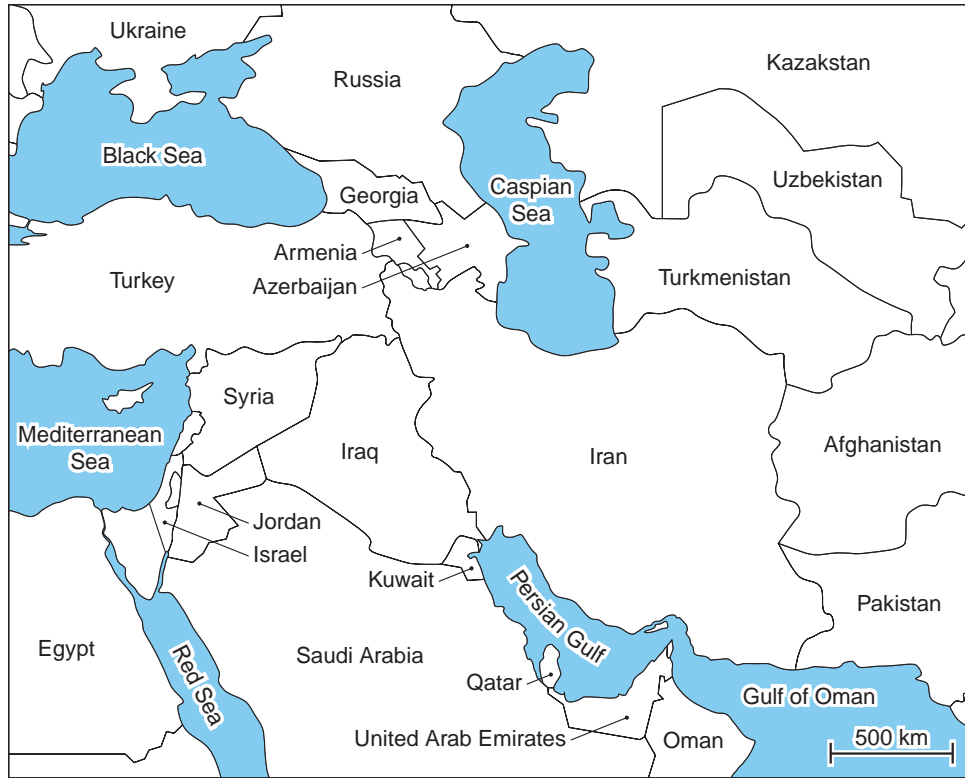 Ukraine
Russia
Kazakstan
Black Sea
Georgia
Caspian
Sea
Uzbekistan
Armenia
Azerbaijan
Turkey
Turkmenistan
Syria
Mediterranean
Sea
Iraq
Iran
Afghanistan
Jordan
Israel
Kuwait
Persian Gulf
Pakistan
Egypt
Red Sea
Saudi Arabia
Qatar
Gulf of Oman
United Arab Emirates
Oman
500 km